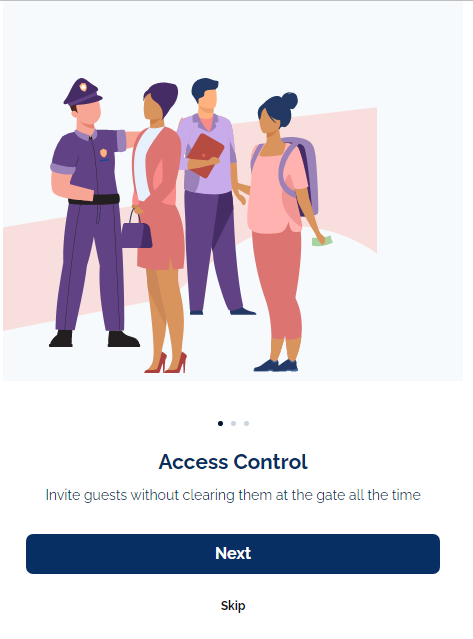 Access Control
Invite guests without clearing them at the gate all the time
Next
Skip